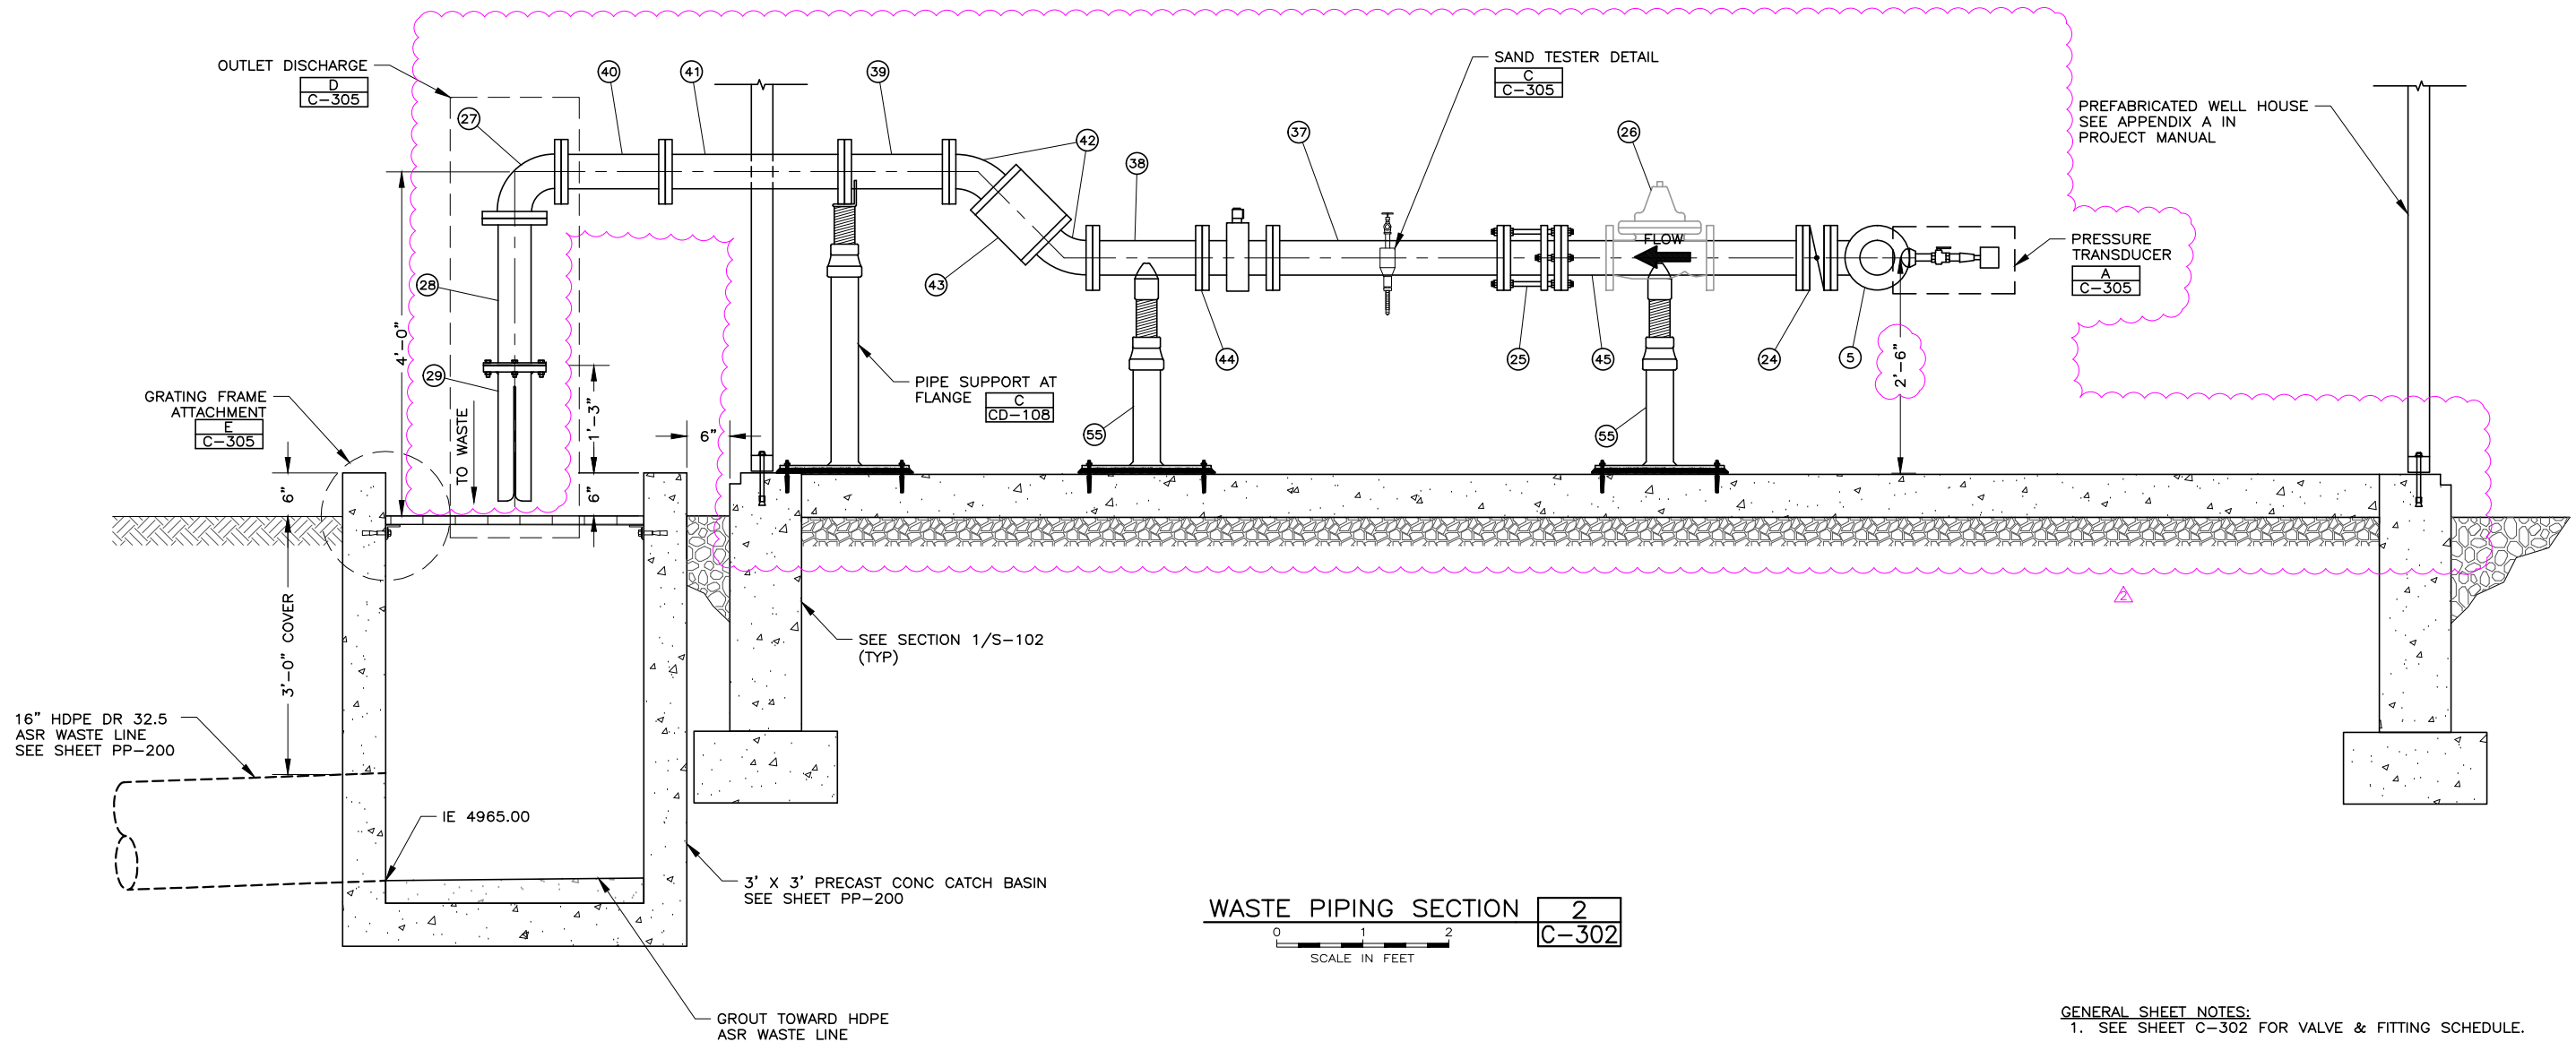 OUTLET DISCHARGE
D
C-305
40
41
39
27
42
38
37
26
SAND TESTER DETAIL
C
C-305
PREFABRICATED WELL HOUSE
SEE APPENDIX A IN
PROJECT MANUAL
FLOW
PRESSURE
TRANSDUCER
A
C-305
28
43
44
25
45
24
5
4'-0"
2'-6"
29
GRATING FRAME
ATTACHMENT
E
C-305
TO WASTE
1'-3"
6"
PIPE SUPPORT AT
FLANGE
C
CD-108
55
55
6"
6"
3'-0" COVER
2
SEE SECTION 1/S-102
(TYP)
16" HDPE DR 32.5
ASR WASTE LINE
SEE SHEET PP-200
IE 4965.00
3' X 3' PRECAST CONC CATCH BASIN
SEE SHEET PP-200
WASTE PIPING SECTION
2
C-302
0 1 2
SCALE IN FEET
GROUT TOWARD HDPE
ASR WASTE LINE
GENERAL SHEET NOTES:
1. SEE SHEET C-302 FOR VALVE & FITTING SCHEDULE.